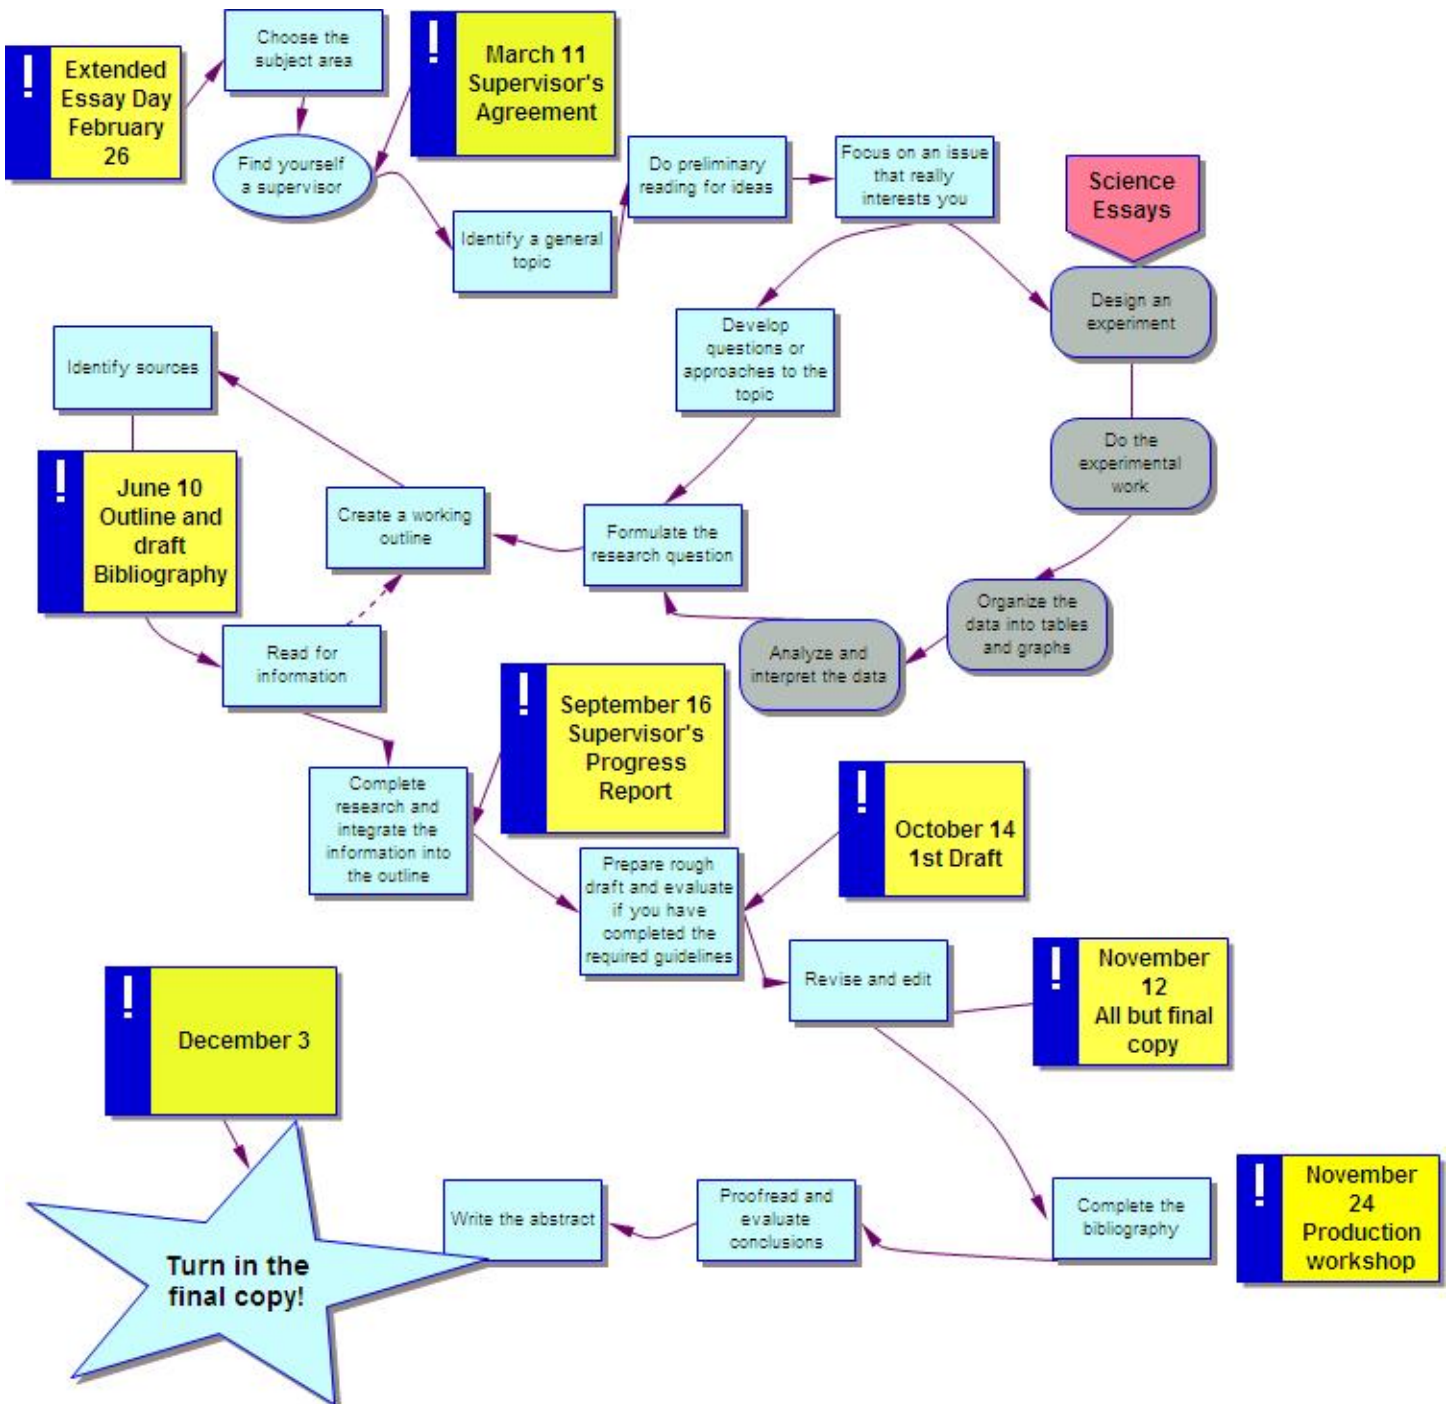 !
Extended
Essay Day
February
26
Choose the
subject area
!
March 11
Supervisor's
Agreement
Find yourself
a supervisor
Identify a general
topic
Do preliminary
reading for ideas
Focus on an issue
that really
interests you
Science
Essays
Design an
experiment
Do the
experimental
work
Organize the
data into tables
and graphs
Analyze and
interpret the data
Develop
questions or
approaches to the
topic
Formulate the
research question
Create a working
outline
Identify sources
!
June 10
Outline and
draft
Bibliography
Read for
information
!
September 16
Supervisor's
Progress
Report
Complete
research and
integrate the
information into
the outline
!
October 14
1st Draft
Prepare rough
draft and evaluate
if you have
completed the
required guidelines
Revise and edit
!
November
12
All but final
copy
!
November
24
Production
workshop
Complete the
bibliography
Proofread and
evaluate
conclusions
Write the abstract
!
December 3
Turn in the
final copy!